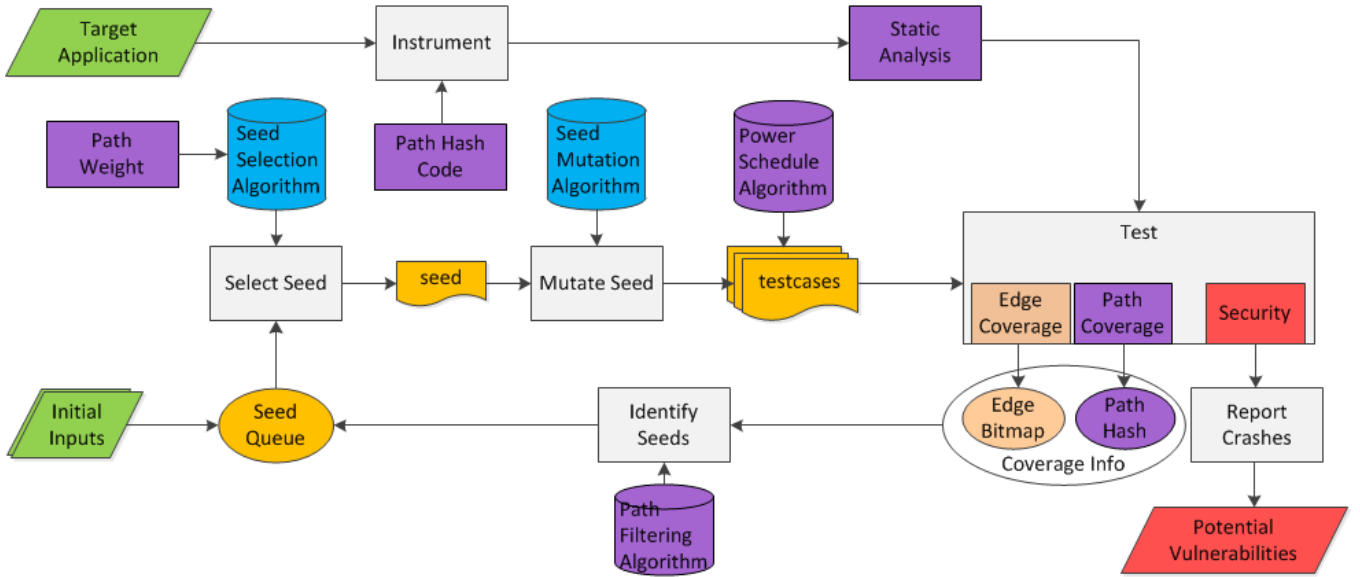 Target
Application
Instrument
Static
Analysis
Path
Weight
Seed
Selection
Algorithm
Path Hash
Code
Seed
Mutation
Algorithm
Power
Schedule
Algorithm
Select Seed
seed
Mutate Seed
testcases
Test
Edge
Coverage
Path
Coverage
Security
Initial
Inputs
Seed
Queue
Identify
Seeds
Edge
Bitmap
Path
Hash
Coverage Info
Report
Crashes
Path
Filtering
Algorithm
Potential
Vulnerabilities